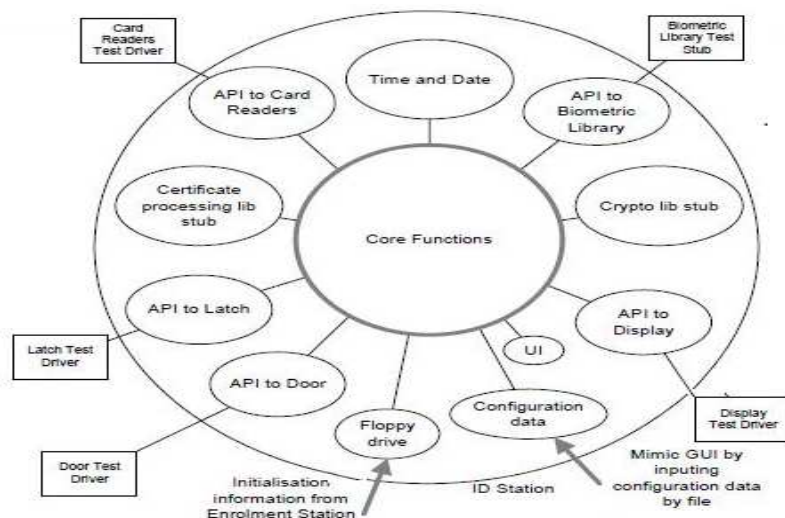 Card
Readers
Test Driver
Biometric
Library Test
Stub
Time and Date
API to Card
Readers
API to
Biometric
Library
Certificate
processing lib
stub
Crypto lib stub
Core Functions
API to Latch
API to
Display
UI
Latch Test
Driver
API to Door
Configuration
data
Floppy
drive
Display
Test Driver
Door Test
Driver
Initialisation
information from
Enrolment Station
ID Station
Mimic GUI by
inputing
configuration data
by file